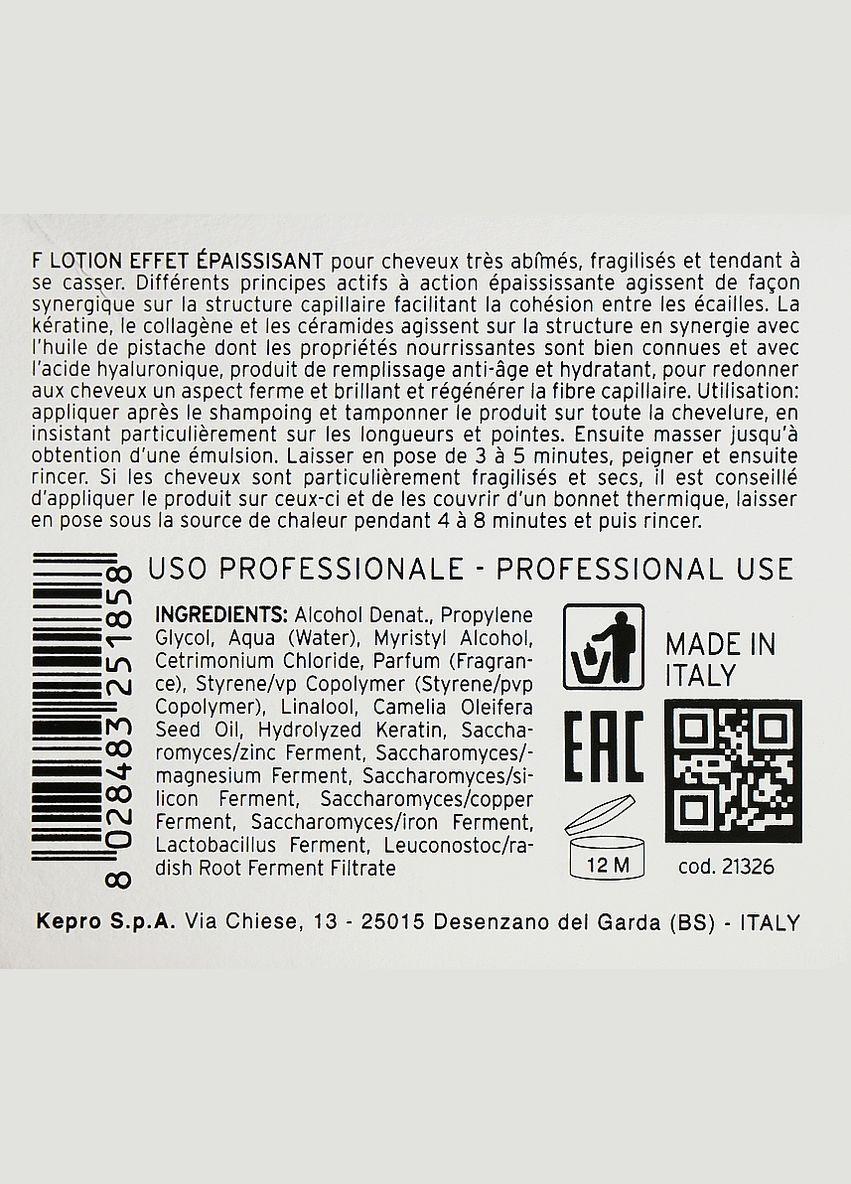 F LOTION EFFET ÉPAISSISANT pour cheveux très abîmés, fragilisés et tendant à
se casser. Différents principes actifs à action épaississante agissent de façon
synergique sur la structure capillaire facilitant la cohésion entre les écailles. La
kératine, le collagène et les céramides agissent sur la structure en synergie avec
l'huile de pistache dont les propriétés nourrissantes sont bien connues et avec
l'acide hyaluronique, produit de remplissage anti-âge et hydratant, pour redonner
aux cheveux un aspect ferme et brillant et régénérer la fibre capillaire. Utilisation:
appliquer après le shampoing et tamponner le produit sur toute la chevelure, en
insistant particulièrement sur les longueurs et pointes. Ensuite masser jusqu'à
obtention d'une émulsion. Laisser en pose de 3 à 5 minutes, peigner et ensuite
rincer. Si les cheveux sont particulièrement fragilisés et secs, il est conseillé
d'appliquer le produit sur ceux-ci et de les couvrir d'un bonnet thermique, laisser
en pose sous la source de chaleur pendant 4 à 8 minutes et puis rincer.
USO PROFESSIONALE - PROFESSIONAL USE
8 028483 251858
INGREDIENTS: Alcohol Denat., Propylene
Glycol, Aqua (Water), Myristyl Alcohol,
Cetrimonium Chloride, Parfum (Fragran-
ce), Styrene/vp Copolymer (Styrene/pvp
Copolymer), Linalool, Camelia Oleifera
Seed Oil, Hydrolyzed Keratin, Saccha-
romyces/zinc Ferment, Saccharomyces/-
magnesium Ferment, Saccharomyces/si-
licon Ferment, Saccharomyces/copper
Ferment, Saccharomyces/iron Ferment,
Lactobacillus Ferment, Leuconostoc/ra-
dish Root Ferment Filtrate
MADE IN
ITALY
EAC
12 M
cod. 21326
Kepro S.p.A. Via Chiese, 13 - 25015 Desenzano del Garda (BS) - ITALY